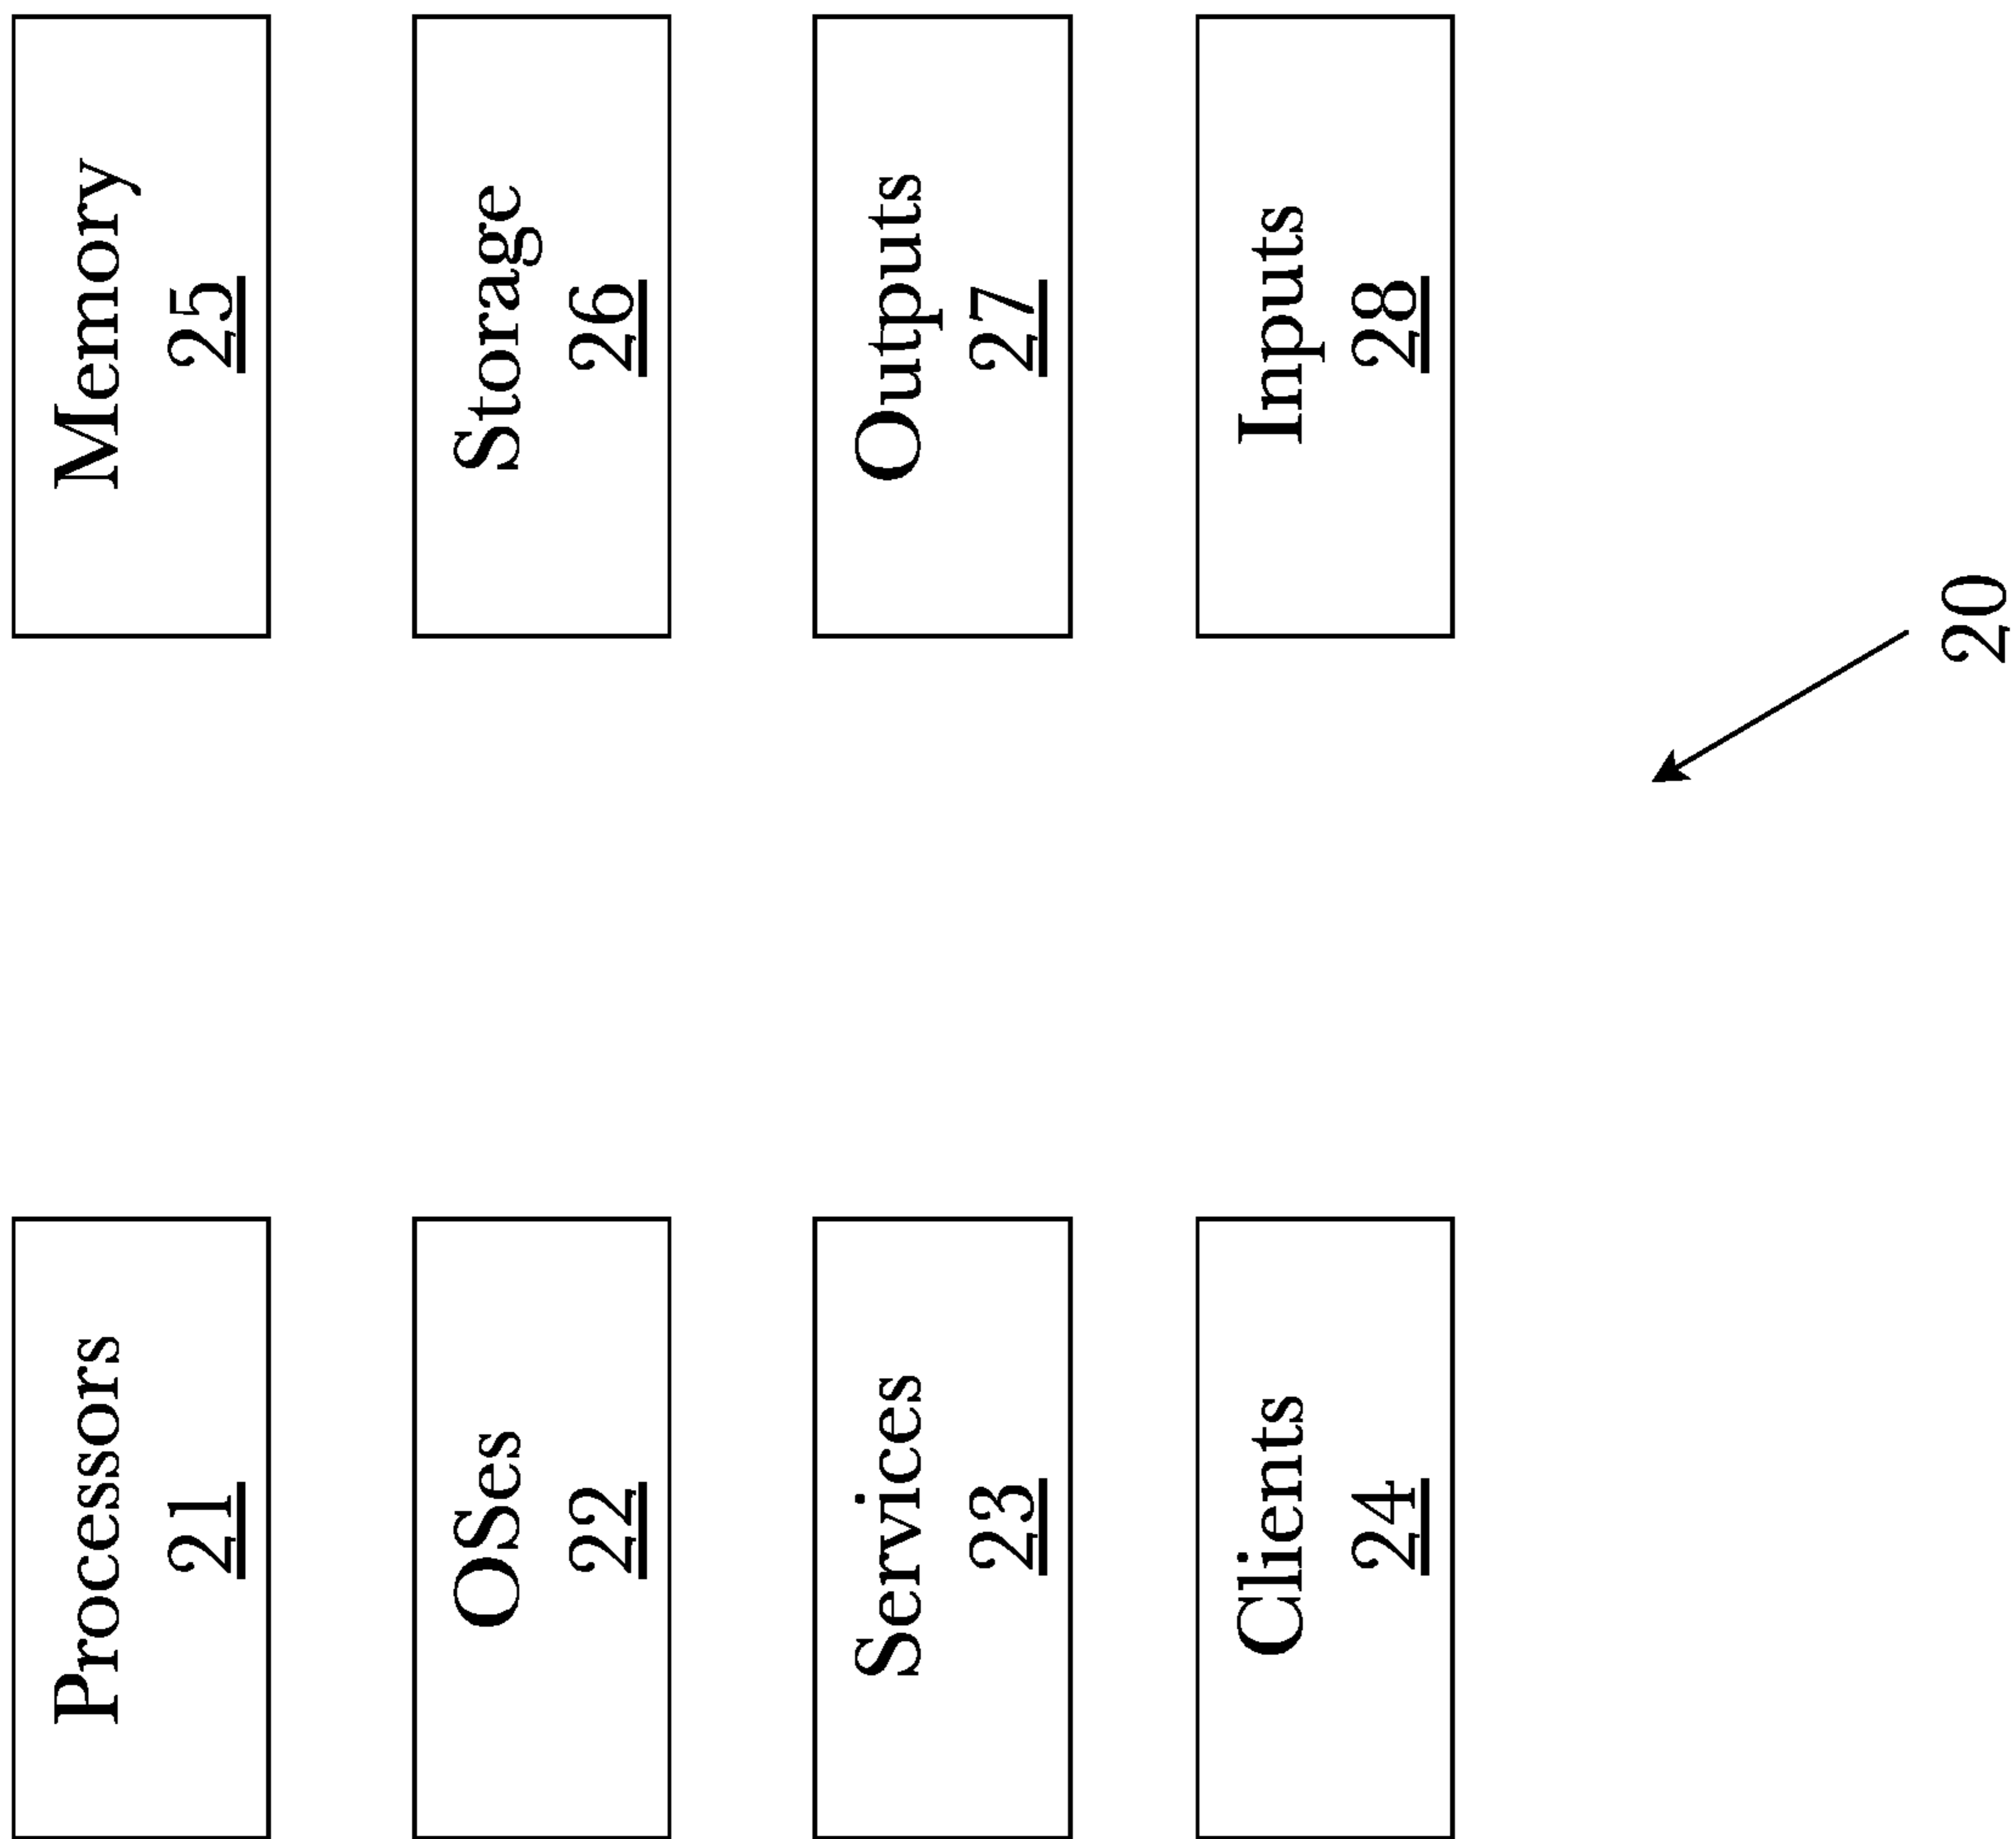 Processors
21
OSes
22
Services
23
Clients
24
Memory
25
Storage
26
Outputs
27
Inputs
28
20